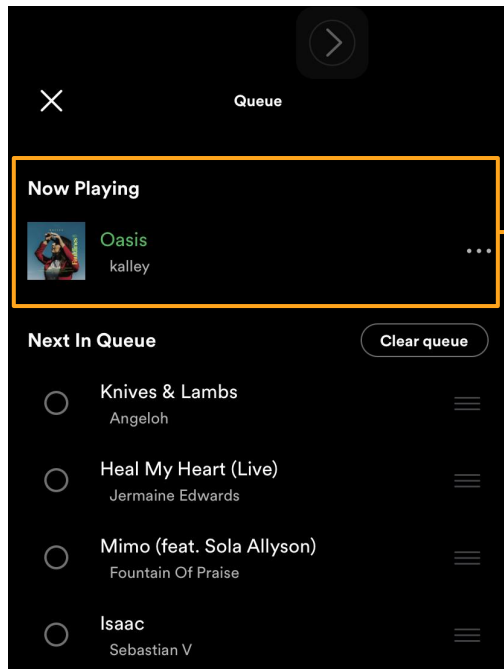 Queue
Now Playing
Oasis
kalley
Next In Queue
Clear queue
Knives & Lambs
Angeloh
Heal My Heart (Live)
Jermaine Edwards
Mimo (feat. Sola Allyson)
Fountain Of Praise
Isaac
Sebastian V